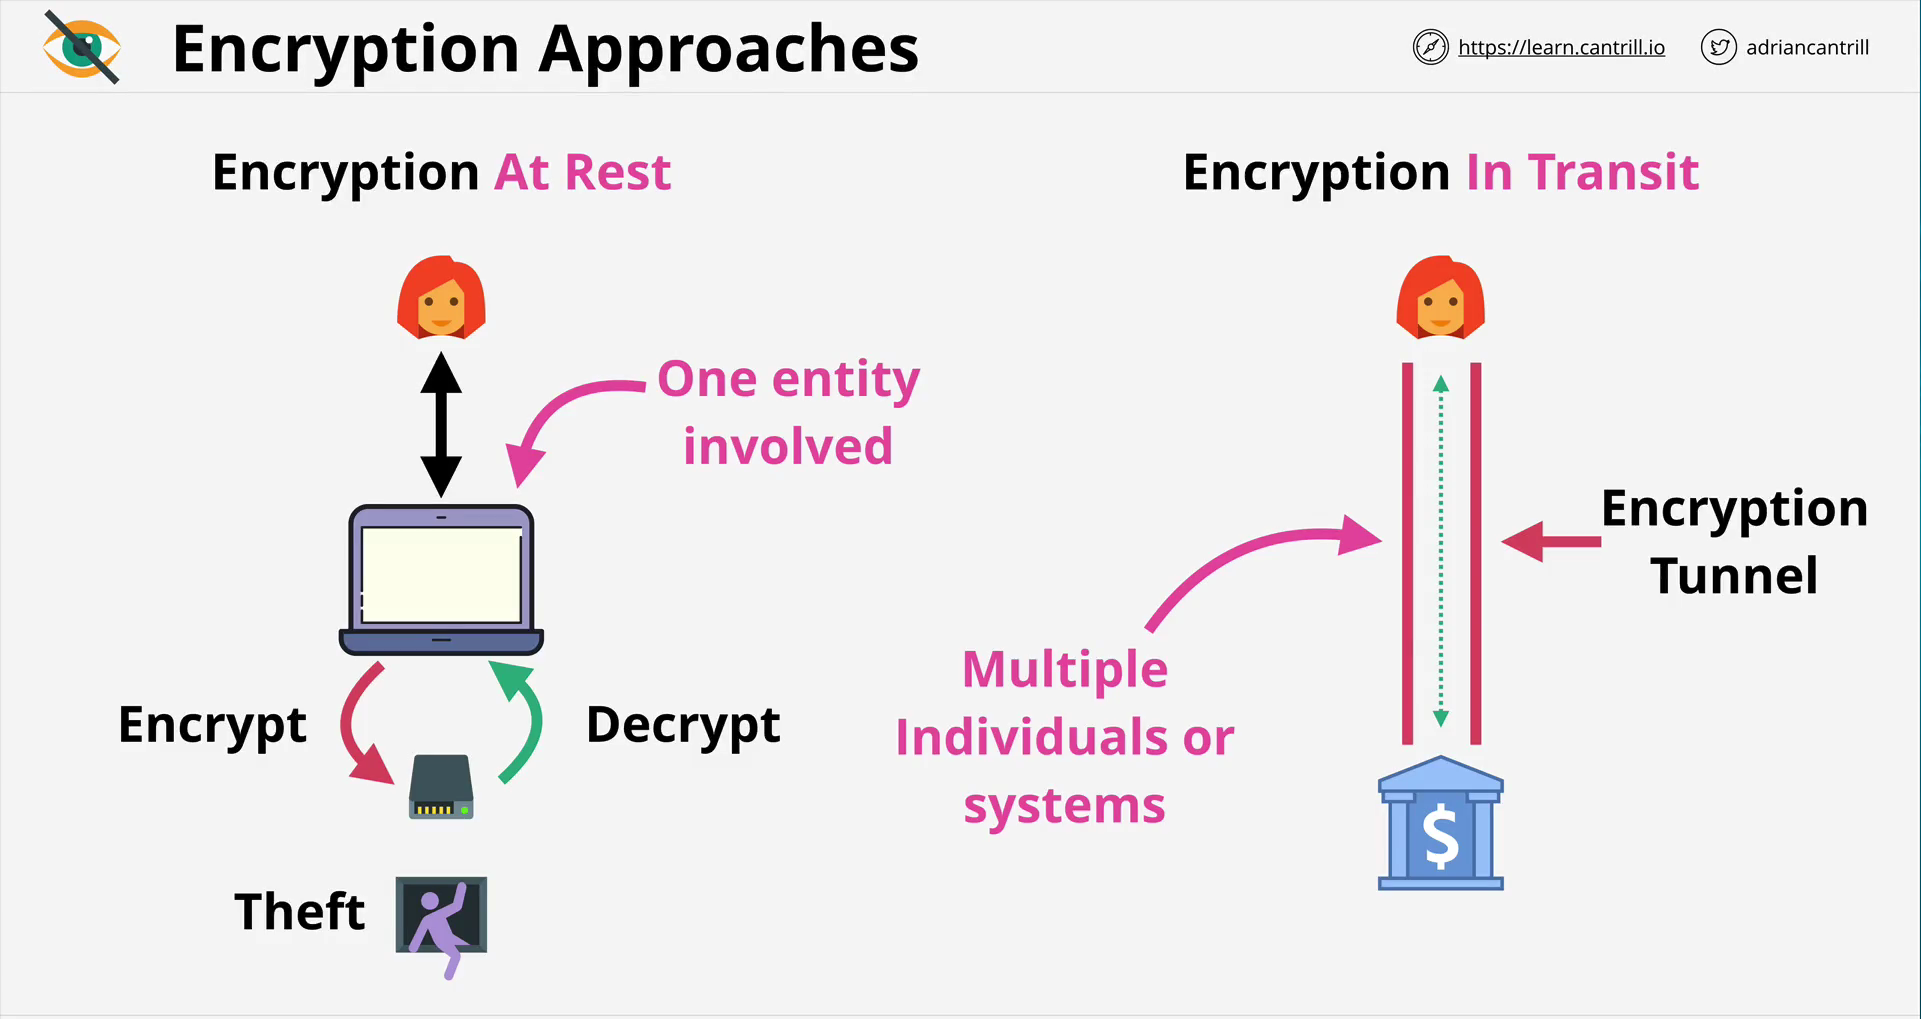 Encryption Approaches
https://learn.cantrill.io
adriancantrill
Encryption At Rest
One entity
involved
Encrypt
Decrypt
Theft
Encryption In Transit
Encryption
Tunnel
Multiple
Individuals or
systems
$